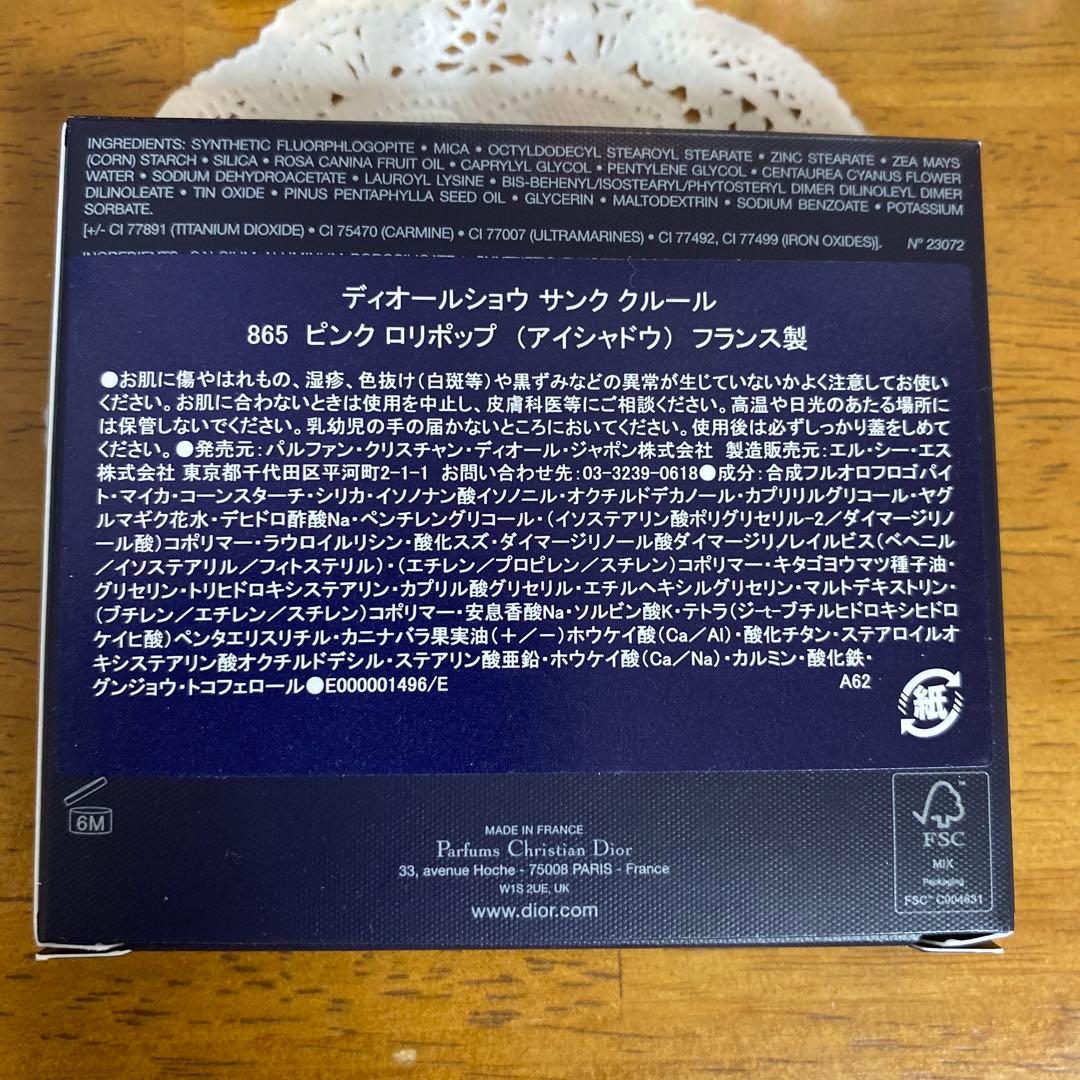 INGREDIENTS: SYNTHETIC FLUORPHLOGOPITE • MICA • OCTYLDODECYL STEAROYL STEARATE • ZINC STEARATE • ZEA MAYS
(CORN) STARCH • SILICA • ROSA CANINA FRUIT OIL • CAPRYLYL GLYCOL • PENTYLENE GLYCOL • CENTAUREA CYANUS FLOWER
WATER • SODIUM DEHYDROACETATE • LAUROYL LYSINE • BIS-BEHENYL/ISOSTEARYL/PHYTOSTERYL DIMER DILINOLEYL DIMER
DILINOLEATE • TIN OXIDE • PINUS PENTAPHYLLA SEED OIL • GLYCERIN • MALTODEXTRIN • SODIUM BENZOATE • POTASSIUM
SORBATE.
[+/- CI 77891 (TITANIUM DIOXIDE) • CI 75470 (CARMINE) • CI 77007 (ULTRAMARINES) • CI 77492, CI 77499 (IRON OXIDES)]. N° 23072
ディオールショウ サンク クルール
865 ピンク ロリポップ （アイシャドウ） フランス製
●お肌に傷やはれもの、湿疹、色抜け(白斑等)や黒ずみなどの異常が生じていないかよく注意してお使い
ください。お肌に合わないときは使用を中止し、皮膚科医等にご相談ください。高温や日光のあたる場所に
は保管しないでください。乳幼児の手の届かないところにおいてください。使用後は必ずしっかり蓋をしめて
ください。●発売元：パルファン・クリスチャン・ディオール・ジャポン株式会社 製造販売元：エル・シー・エス
株式会社 東京都千代田区平河町2-1-1 お問い合わせ先：03-3239-0618●成分：合成フルオロフロゴパイ
ト・マイカ・コーンスターチ・シリカ・イソノナン酸イソノニル・オクチルドデカノール・カプリリルグリコール・ヤグ
ルマギク花水・デヒドロ酢酸Na・ペンチレングリコール・(イソステアリン酸ポリグリセリル-2／ダイマージリノ
ール酸)コポリマー・ラウロイルリシン・酸化スズ・ダイマージリノール酸ダイマージリノレイルビス(ベヘニル
／イソステアリル／フィトステリル)・(エチレン／プロピレン／スチレン)コポリマー・キタゴヨウマツ種子油・
グリセリン・トリヒドロキシステアリン・カプリル酸グリセリル・エチルヘキシルグリセリン・マルトデキストリン・
(ブチレン／エチレン／スチレン)コポリマー・安息香酸Na・ソルビン酸K・テトラ(ジ-t-ブチルヒドロキシヒドロ
ケイヒ酸)ペンタエリスリチル・カニナバラ果実油(＋／－)ホウケイ酸(Ca／Al)・酸化チタン・ステアロイルオ
キシステアリン酸オクチルドデシル・ステアリン酸亜鉛・ホウケイ酸(Ca／Na)・カルミン・酸化鉄・
グンジョウ・トコフェロール●E000001496/E A62
紙
6M
MADE IN FRANCE
Parfums Christian Dior
33, avenue Hoche - 75008 PARIS - France
W1S 2UE, UK
www.dior.com
FSC
MIX
Packaging
FSC™ C004631